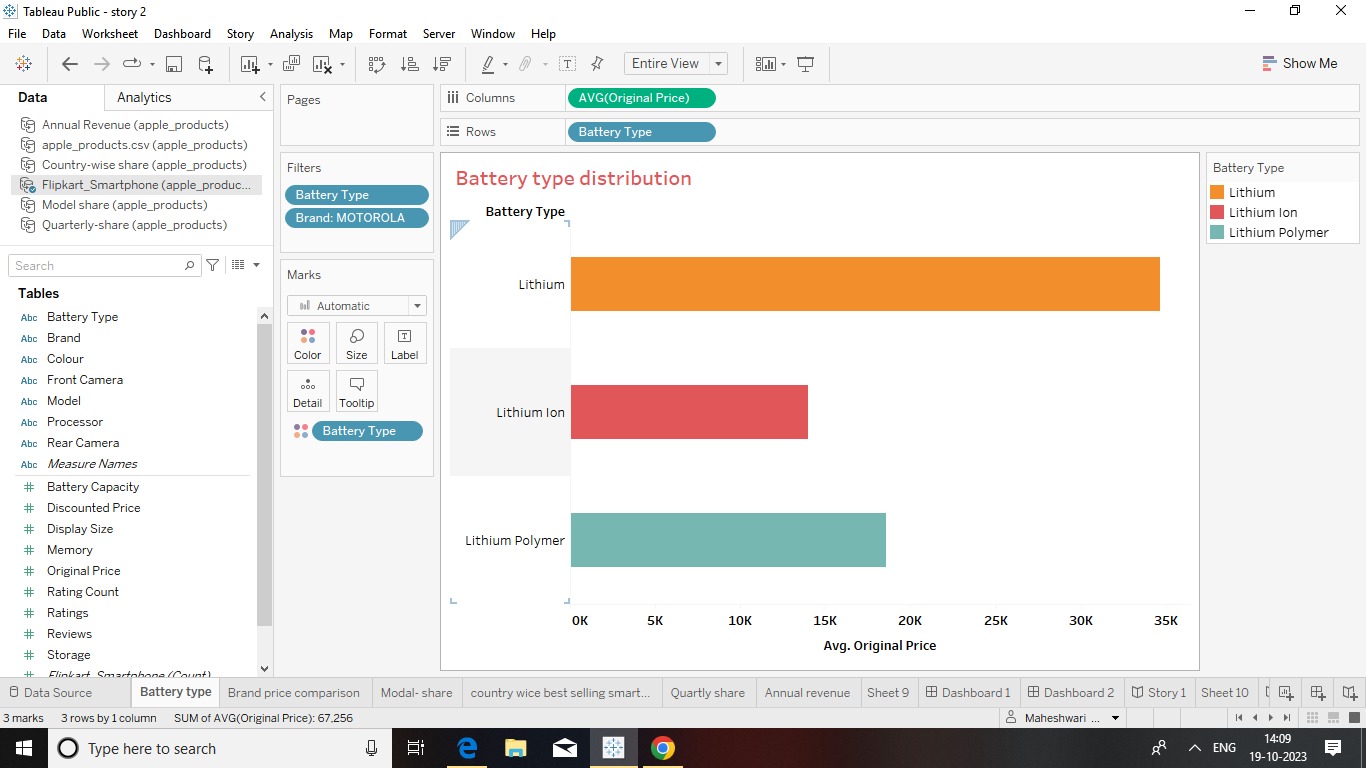 Tableau Public - story 2
File Data Worksheet Dashboard Story Analysis Map Format Server Window Help
Entire View
Show Me
Data Analytics
Annual Revenue (apple_products)
apple_products.csv (apple_products)
Country-wise share (apple_products)
Flipkart_Smartphone (apple_produc...
Model share (apple_products)
Quarterly-share (apple_products)
Search
Tables
Abc Battery Type
Abc Brand
Abc Colour
Abc Front Camera
Abc Model
Abc Processor
Abc Rear Camera
Abc Measure Names
# Battery Capacity
# Discounted Price
# Display Size
# Memory
# Original Price
# Rating Count
# Ratings
# Reviews
# Storage
# Flipkart_Smartphone (Count)
Pages
Filters
Battery Type
Brand: MOTOROLA
Marks
Automatic
Color Size Label
Detail Tooltip
Battery Type
Columns AVG(Original Price)
Rows Battery Type
Battery type distribution
Battery Type
Lithium
Lithium Ion
Lithium Polymer
0K 5K 10K 15K 20K 25K 30K 35K
Avg. Original Price
Battery Type
Lithium
Lithium Ion
Lithium Polymer
Data Source Battery type Brand price comparison Modal- share country wice best selling smart... Quartly share Annual revenue Sheet 9 Dashboard 1 Dashboard 2 Story 1 Sheet 10
3 marks 3 rows by 1 column SUM of AVG(Original Price): 67,256 Maheshwari ...
Type here to search
ENG
14:09
19-10-2023